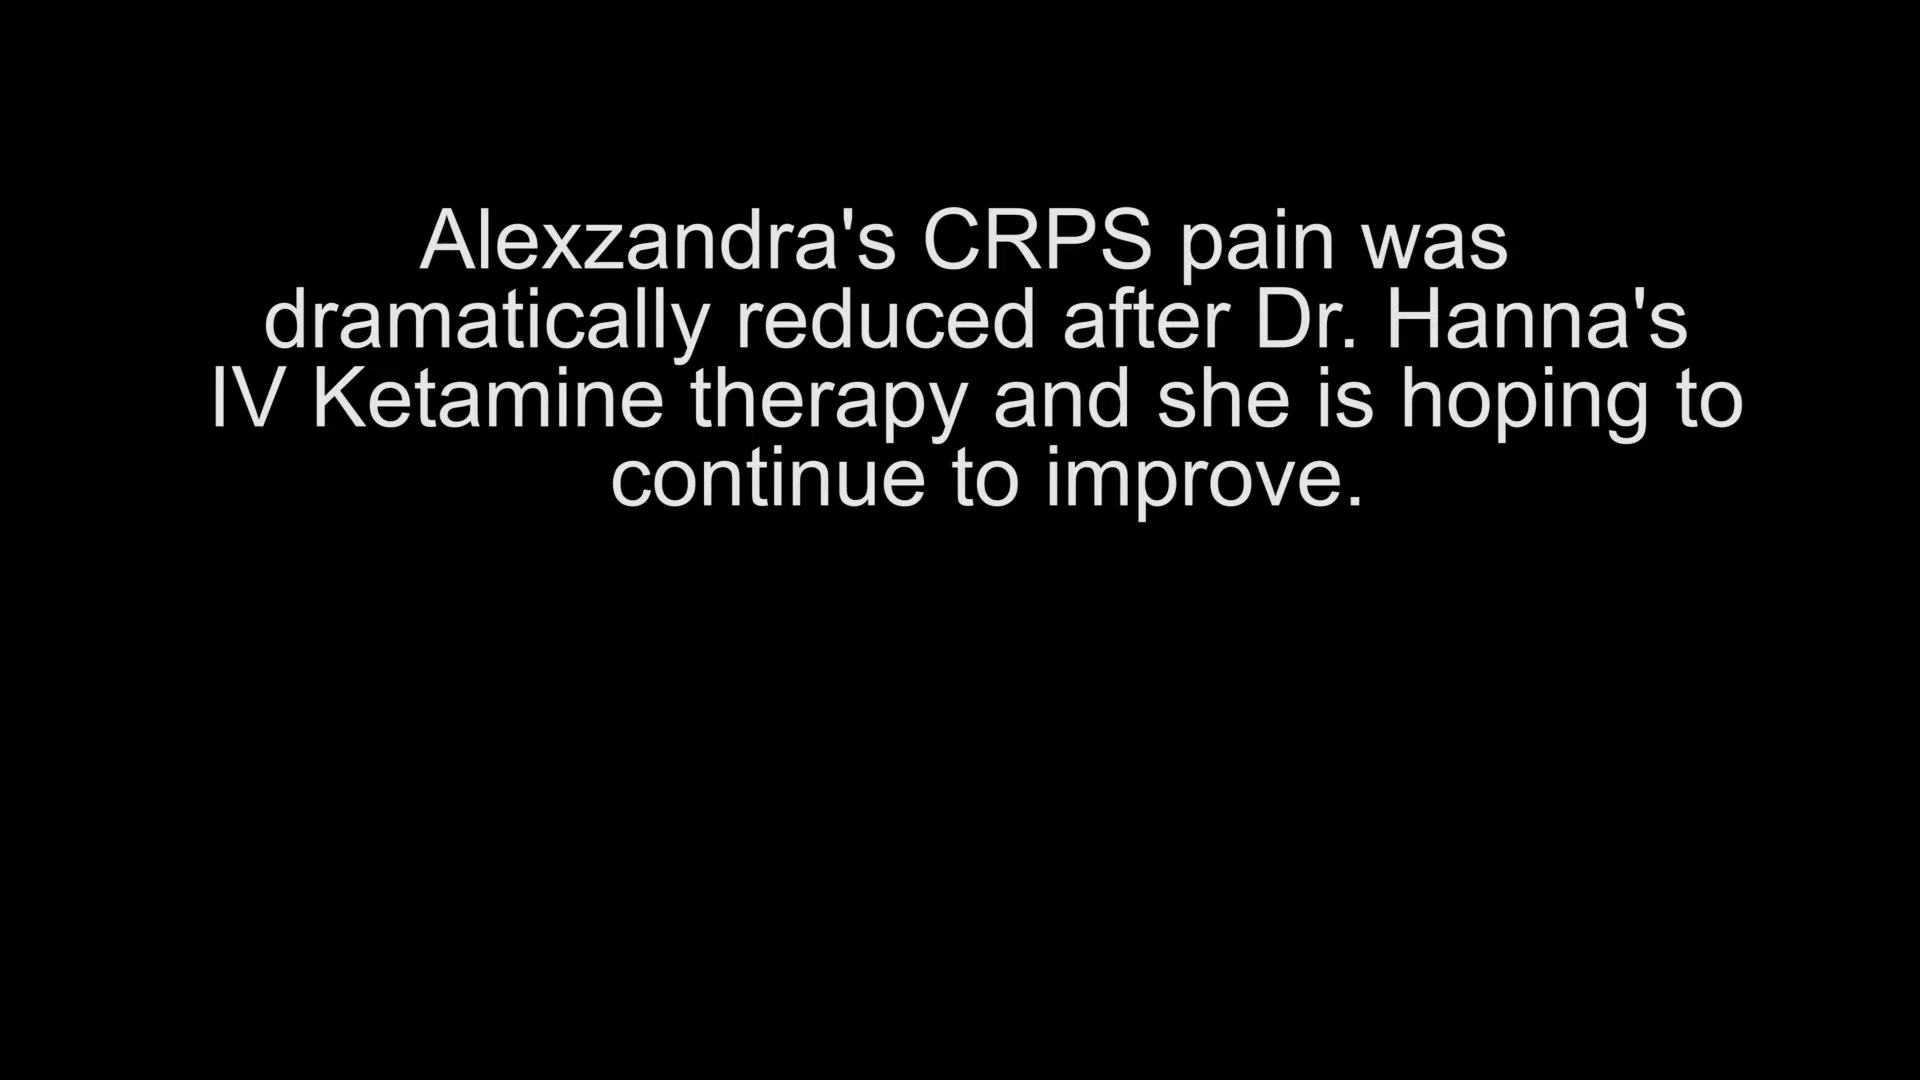 Alexzandra's CRPS pain was
dramatically reduced after Dr. Hanna's
IV Ketamine therapy and she is hoping to
continue to improve.